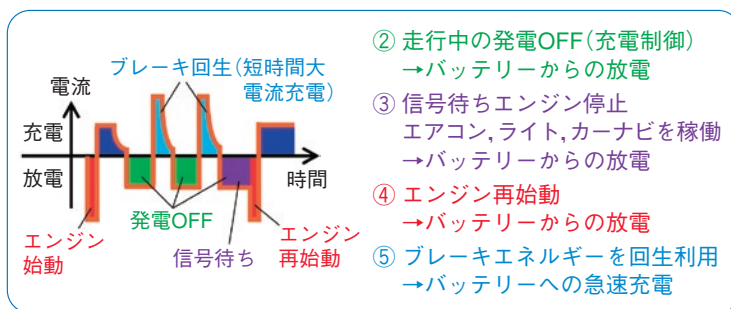 ブレーキ回生(短時間大
電流充電)
電流
充電
放電
時間
発電OFF
エンジン
始動
信号待ち
エンジン
再始動
② 走行中の発電OFF(充電制御)
→バッテリーからの放電
③ 信号待ちエンジン停止
エアコン,ライト,カーナビを稼働
→バッテリーからの放電
④ エンジン再始動
→バッテリーからの放電
⑤ ブレーキエネルギーを回生利用
→バッテリーへの急速充電